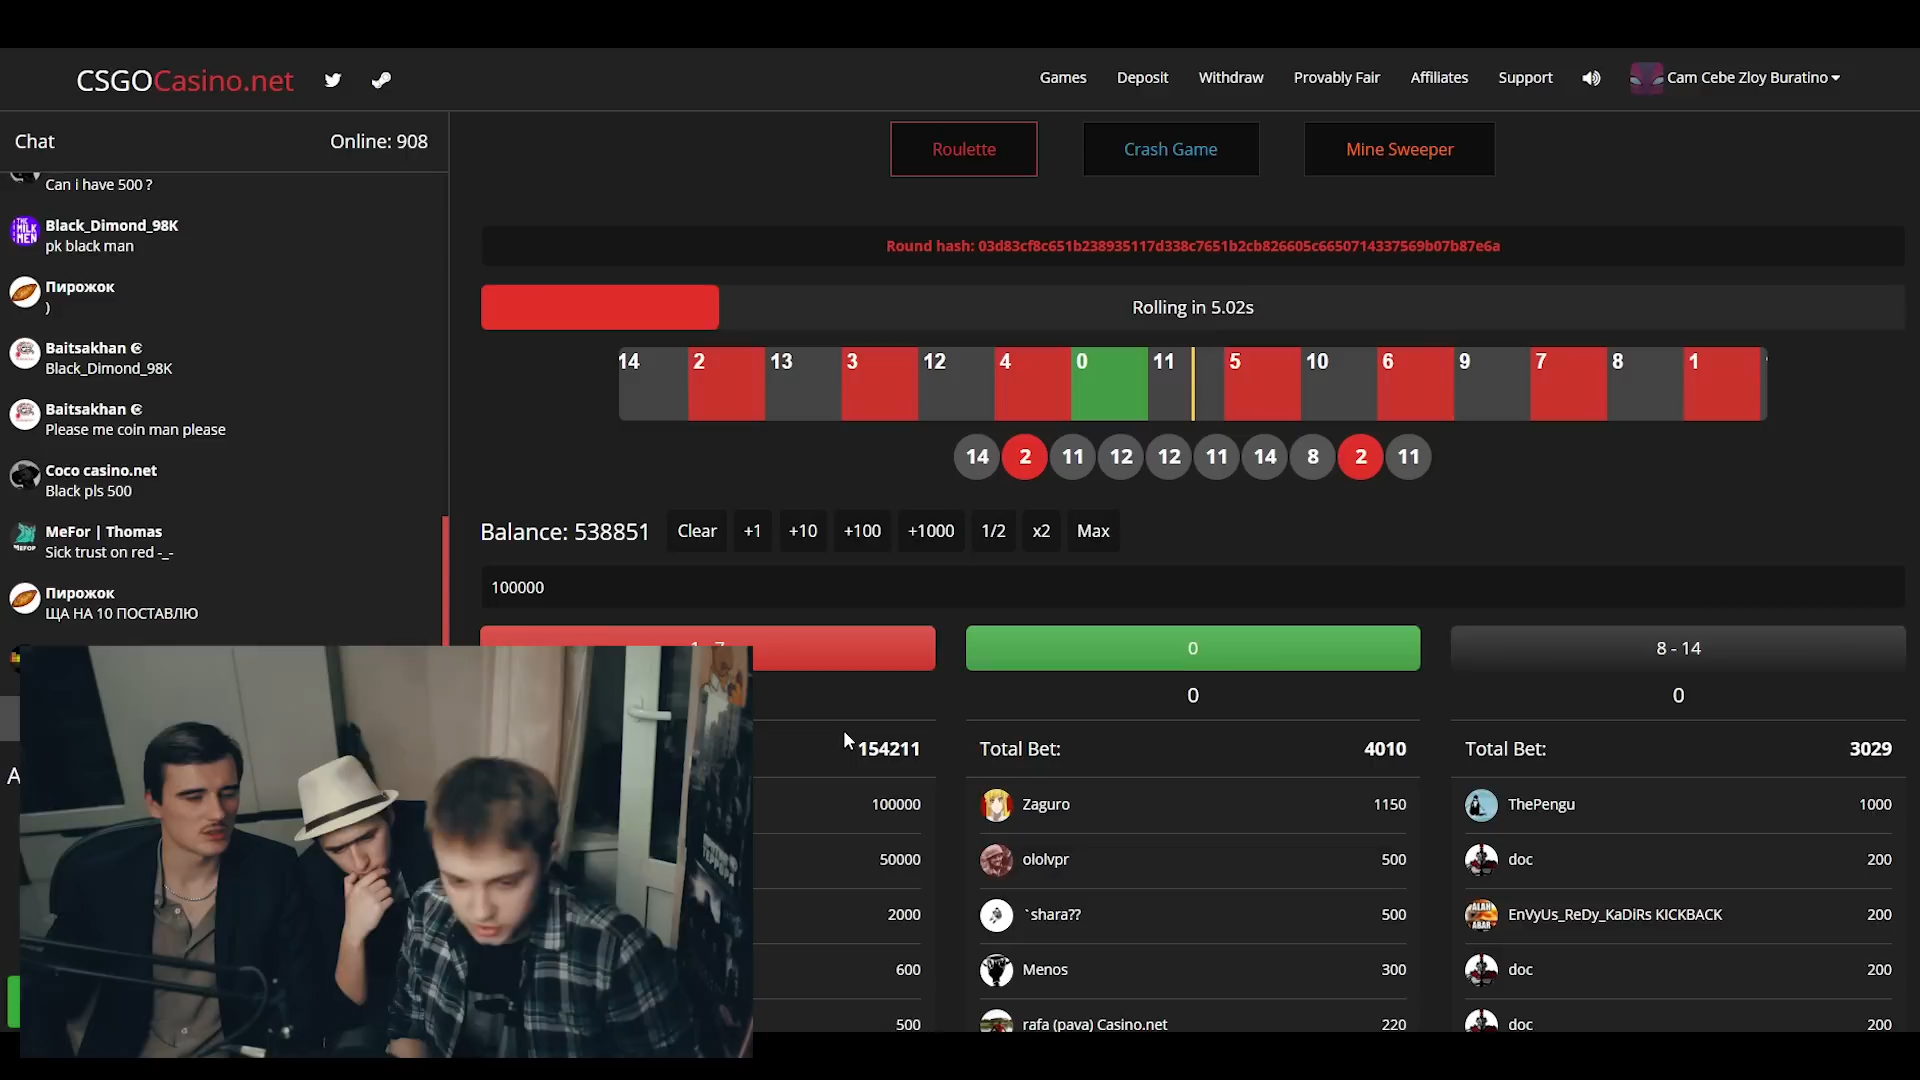 CSGOCasino.net
Games Deposit Withdraw Provably Fair Affiliates Support Cam Cebe Zloy Buratino
Chat Online: 908
Can i have 500 ?
Black_Dimond_98K
pk black man
Пирожок
)
Baitsakhan
Black_Dimond_98K
Baitsakhan
Please me coin man please
Coco casino.net
Black pls 500
MeFor | Thomas
Sick trust on red -_-
Пирожок
ЩА НА 10 ПОСТАВЛЮ
Roulette Crash Game Mine Sweeper
Round hash: 03d83cf8c651b238935117d338c7651b2cb826605c6650714337569b07b87e6a
Rolling in 5.02s
14 2 13 3 12 4 0 11 5 10 6 9 7 8 1
14 2 11 12 12 11 14 8 2 11
Balance: 538851 Clear +1 +10 +100 +1000 1/2 x2 Max
100000
0 8 - 14
0 0
154211
100000
50000
2000
600
500
Total Bet: 4010
Zaguro 1150
ololvpr 500
`shara?? 500
Menos 300
rafa (pava) Casino.net 220
Total Bet: 3029
ThePengu 1000
doc 200
EnVyUs_ReDy_KaDiRs KICKBACK 200
doc 200
doc 200